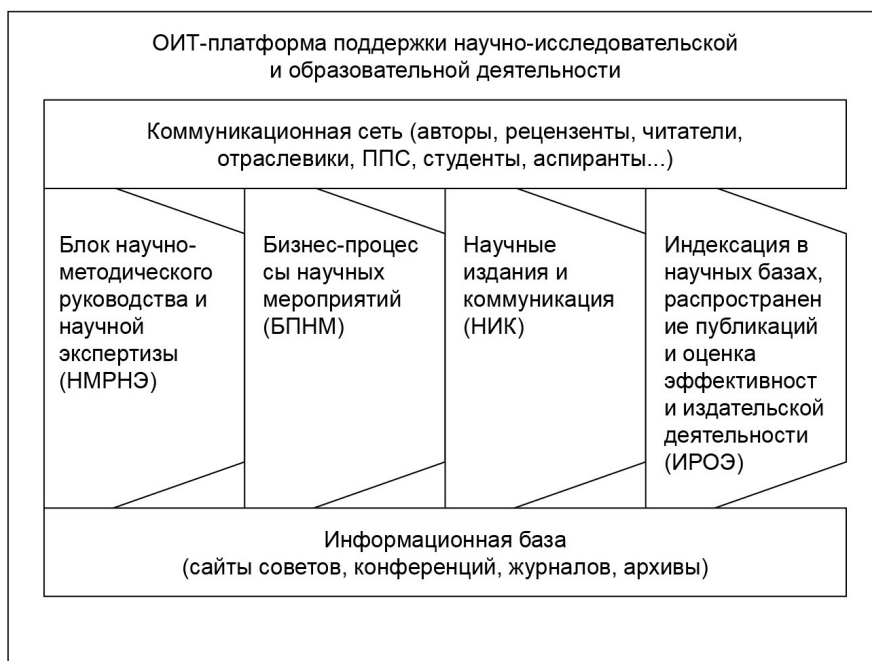 ОИТ-платформа поддержки научно-исследовательской
и образовательной деятельности
Коммуникационная сеть (авторы, рецензенты, читатели,
отраслевики, ППС, студенты, аспиранты...)
Блок научно-
методического
руководства и
научной
экспертизы
(НМРНЭ)
Бизнес-процес
сы научных
мероприятий
(БПНМ)
Научные
издания и
коммуникация
(НИК)
Индексация в
научных базах,
распространен
ие публикаций
и оценка
эффективност
и издательской
деятельности
(ИРОЭ)
Информационная база
(сайты советов, конференций, журналов, архивы)